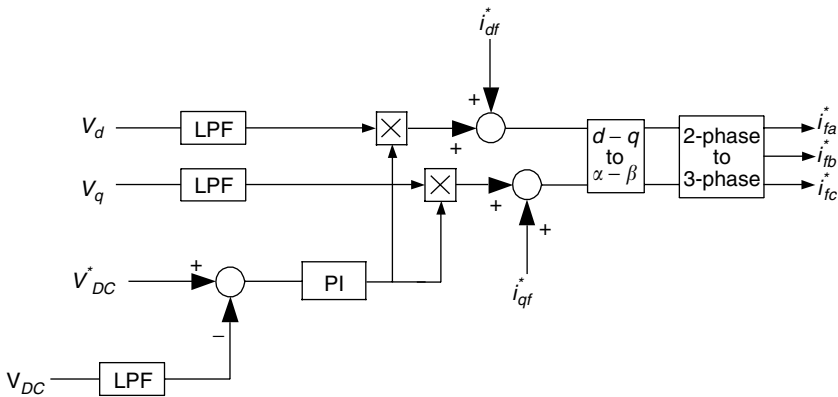 i*df
+
Vd
LPF
×
+
d – q
to
α – β
2-phase
to
3-phase
i*fa
i*fb
i*fc
Vq
LPF
×
+
+
i*qf
V*DC
+
PI
–
VDC
LPF